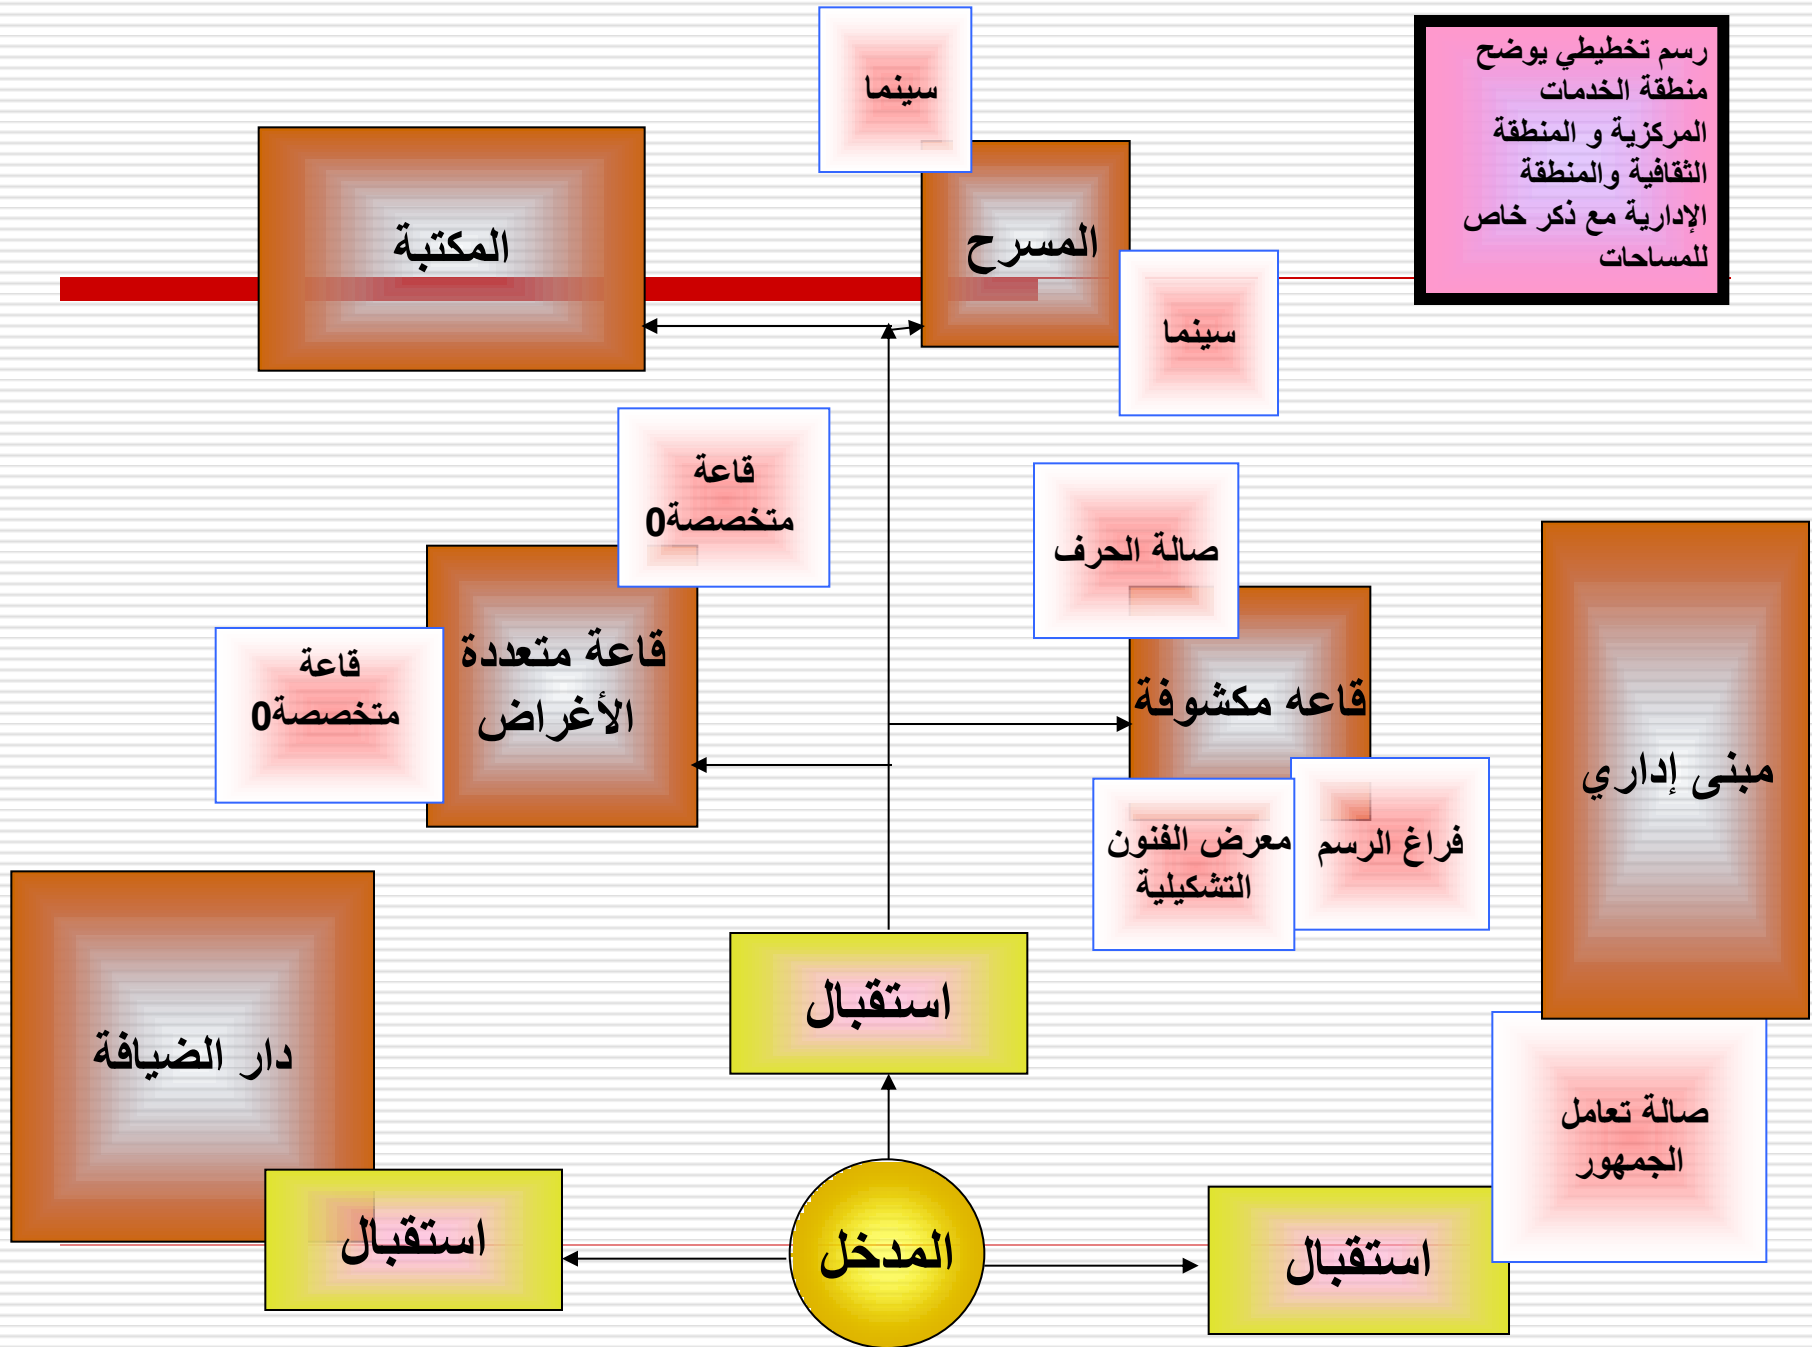 رسم تخطيطي يوضح
منطقة الخدمات
المركزية و المنطقة
الثقافية والمنطقة
الإدارية مع ذكر خاص
للمساحات
سينما
المسرح
المكتبة
سينما
قاعة
متخصصة0
صالة الحرف
قاعة متعددة
الأغراض
قاعة
متخصصة0
قاعه مكشوفة
مبنى إداري
فراغ الرسم
معرض الفنون
التشكيلية
استقبال
دار الضيافة
صالة تعامل
الجمهور
استقبال
المدخل
استقبال